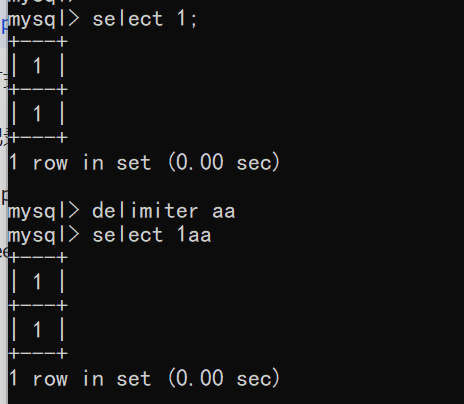 mysql> select 1;
+---+
| 1 |
+---+
| 1 |
+---+
1 row in set (0.00 sec)
mysql> delimiter aa
mysql> select 1aa
+---+
| 1 |
+---+
| 1 |
+---+
1 row in set (0.00 sec)